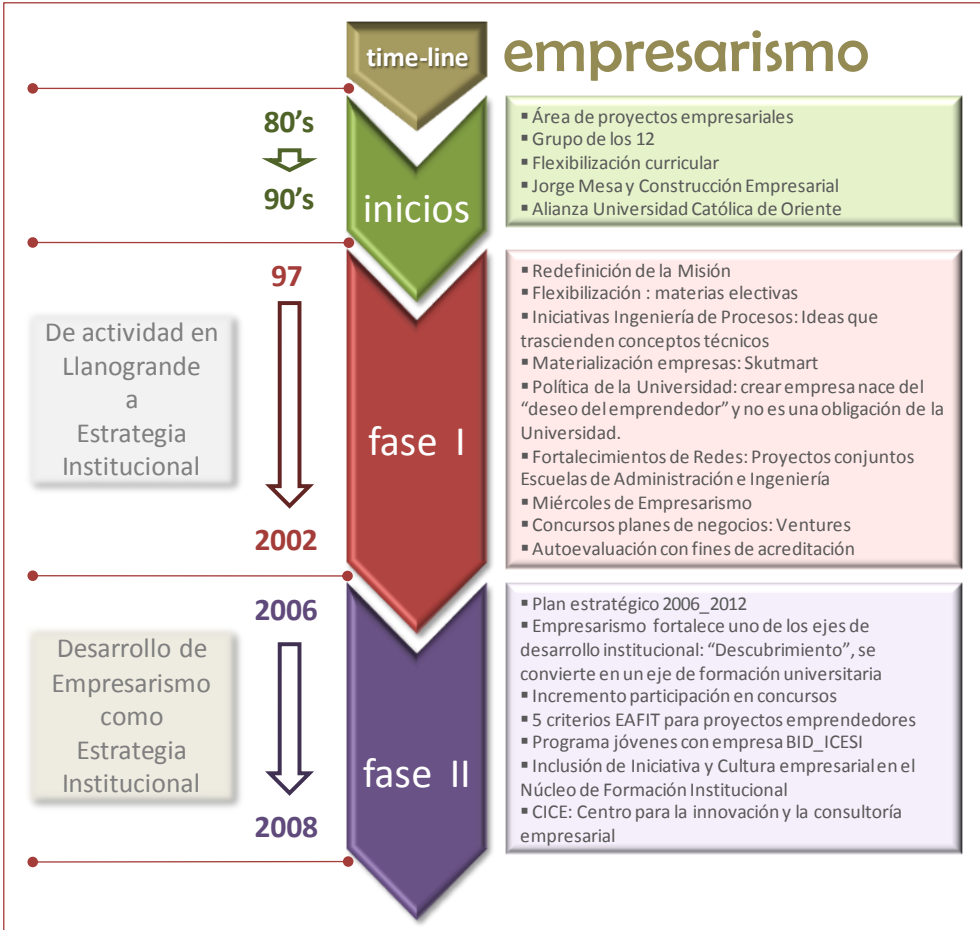 time-line
empresarismo
80’s
90’s
inicios
▪ Área de proyectos empresariales
▪ Grupo de los 12
▪ Flexibilización curricular
▪ Jorge Mesa y Construcción Empresarial
▪ Alianza Universidad Católica de Oriente
De actividad en
Llanogrande
a
Estrategia
Institucional
97
2002
fase I
▪ Redefinición de la Misión
▪ Flexibilización : materias electivas
▪ Iniciativas Ingeniería de Procesos: Ideas que
trascienden conceptos técnicos
▪ Materialización empresas: Skutmart
▪ Política de la Universidad: crear empresa nace del
“deseo del emprendedor” y no es una obligación de la
Universidad.
▪ Fortalecimientos de Redes: Proyectos conjuntos
Escuelas de Administración e Ingeniería
▪ Miércoles de Empresarismo
▪ Concursos planes de negocios: Ventures
▪ Autoevaluación con fines de acreditación
Desarrollo de
Empresarismo
como
Estrategia
Institucional
2006
2008
fase II
▪ Plan estratégico 2006_2012
▪ Empresarismo fortalece uno de los ejes de
desarrollo institucional: “Descubrimiento”, se
convierte en un eje de formación universitaria
▪ Incremento participación en concursos
▪ 5 criterios EAFIT para proyectos emprendedores
▪ Programa jóvenes con empresa BID_ICESI
▪ Inclusión de Iniciativa y Cultura empresarial en el
Núcleo de Formación Institucional
▪ CICE: Centro para la innovación y la consultoría
empresarial